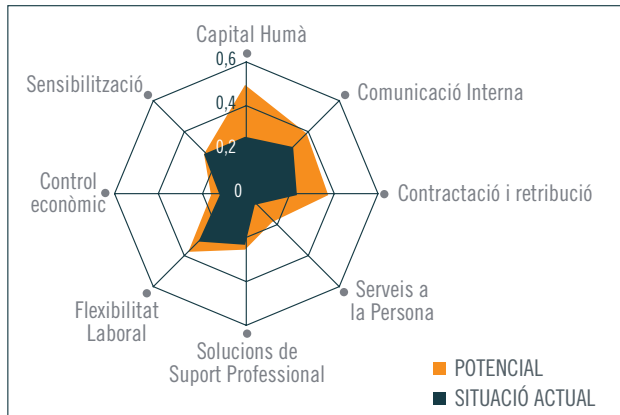 Capital Humà
0,6
Sensibilització
Comunicació Interna
0,4
0,2
Control
econòmic
0
Contractació i retribució
Serveis a
la Persona
Flexibilitat
Laboral
Solucions de
Suport Professional
POTENCIAL
SITUACIÓ ACTUAL